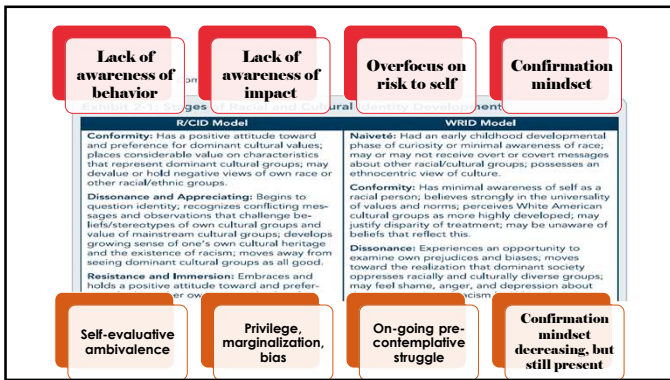 Lack of
awareness of
behavior
Lack of
awareness of
impact
Overfocus on
risk to self
Confirmation
mindset
Exhibit 2-1: Stages of Racial and Cultural Identity Development
R/CID Model
Conformity: Has a positive attitude toward
and preference for dominant cultural values;
places considerable value on characteristics
that represent dominant cultural groups; may
devalue or hold negative views of own race or
other racial/ethnic groups.
Dissonance and Appreciating: Begins to
question identity; recognizes conflicting mes-
sages and observations that challenge be-
liefs/stereotypes of own cultural groups and
value of mainstream cultural groups; develops
growing sense of one's own cultural heritage
and the existence of racism; moves away from
seeing dominant cultural groups as all good.
Resistance and Immersion: Embraces and
holds a positive attitude toward and prefer-
WRID Model
Naiveté: Had an early childhood developmental
phase of curiosity or minimal awareness of race;
may or may not receive overt or covert messages
about other racial/cultural groups; possesses an
ethnocentric view of culture.
Conformity: Has minimal awareness of self as a
racial person; believes strongly in the universality
of values and norms; perceives White American
cultural groups as more highly developed; may
justify disparity of treatment; may be unaware of
beliefs that reflect this.
Dissonance: Experiences an opportunity to
examine own prejudices and biases; moves
toward the realization that dominant society
oppresses racially and culturally diverse groups;
may feel shame, anger, and depression about
Self-evaluative
ambivalence
Privilege,
marginalization,
bias
On-going pre-
contemplative
struggle
Confirmation
mindset
decreasing, but
still present